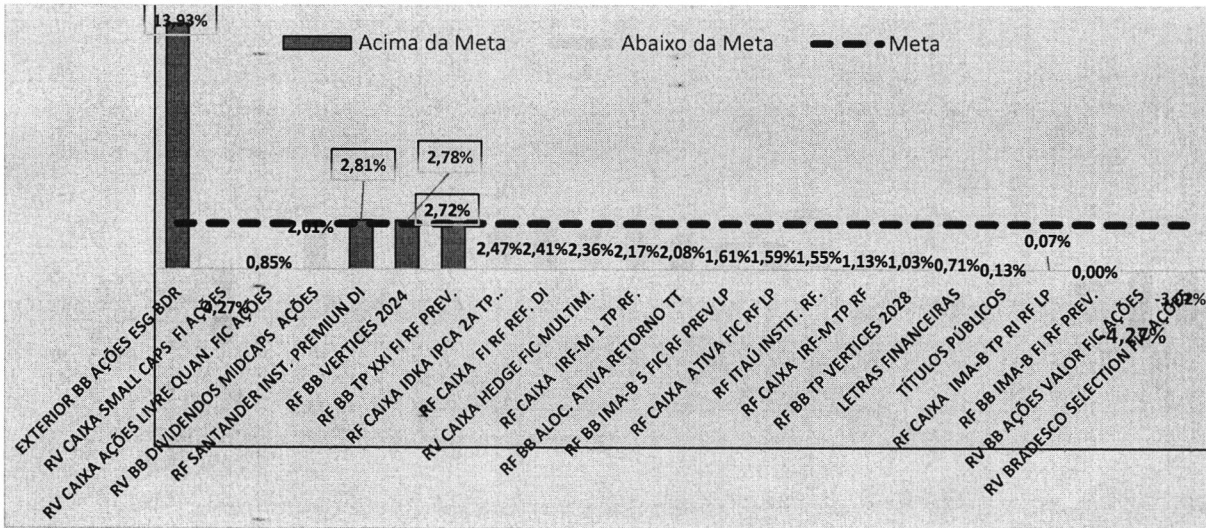 13,93%
Acima da Meta Abaixo da Meta Meta
2,81%
2,78%
2,72%
2,01%
0,85%
-0,27%
2,47% 2,41% 2,36% 2,17% 2,08% 1,61% 1,59% 1,55% 1,13% 1,03% 0,71% 0,13%
0,07%
0,00%
-4,27%
EXTERIOR BB AÇÕES ESG BDR
RV CAIXA SMALL CAPS FI AÇÕES
RV CAIXA AÇÕES LIVRE QUAN. FIC AÇÕES
RV BB DIVIDENDOS MIDCAPS AÇÕES
RF SANTANDER INST. PREMIUN DI
RF BB VERTICES 2024
RF BB TP XXI FI RF PREV.
RF CAIXA IDKA IPCA 2A TP..
RF CAIXA FI RF REF. DI
RV CAIXA HEDGE FIC MULTIM.
RF CAIXA IRF-M 1 TP RF.
RF BB ALOC. ATIVA RETORNO TT
RF BB IMA-B 5 FIC RF PREV LP
RF CAIXA ATIVA FIC RF LP
RF ITAÚ INSTIT. RF.
RF CAIXA IRF-M TP RF
RF BB TP VERTICES 2028
LETRAS FINANCEIRAS
TÍTULOS PÚBLICOS
RF CAIXA IMA-B TP RI RF LP
RF BB IMA-B FI RF PREV.
RV BB AÇÕES VALOR FIC AÇÕES
RV BRADESCO SELECTION FI AÇÕES